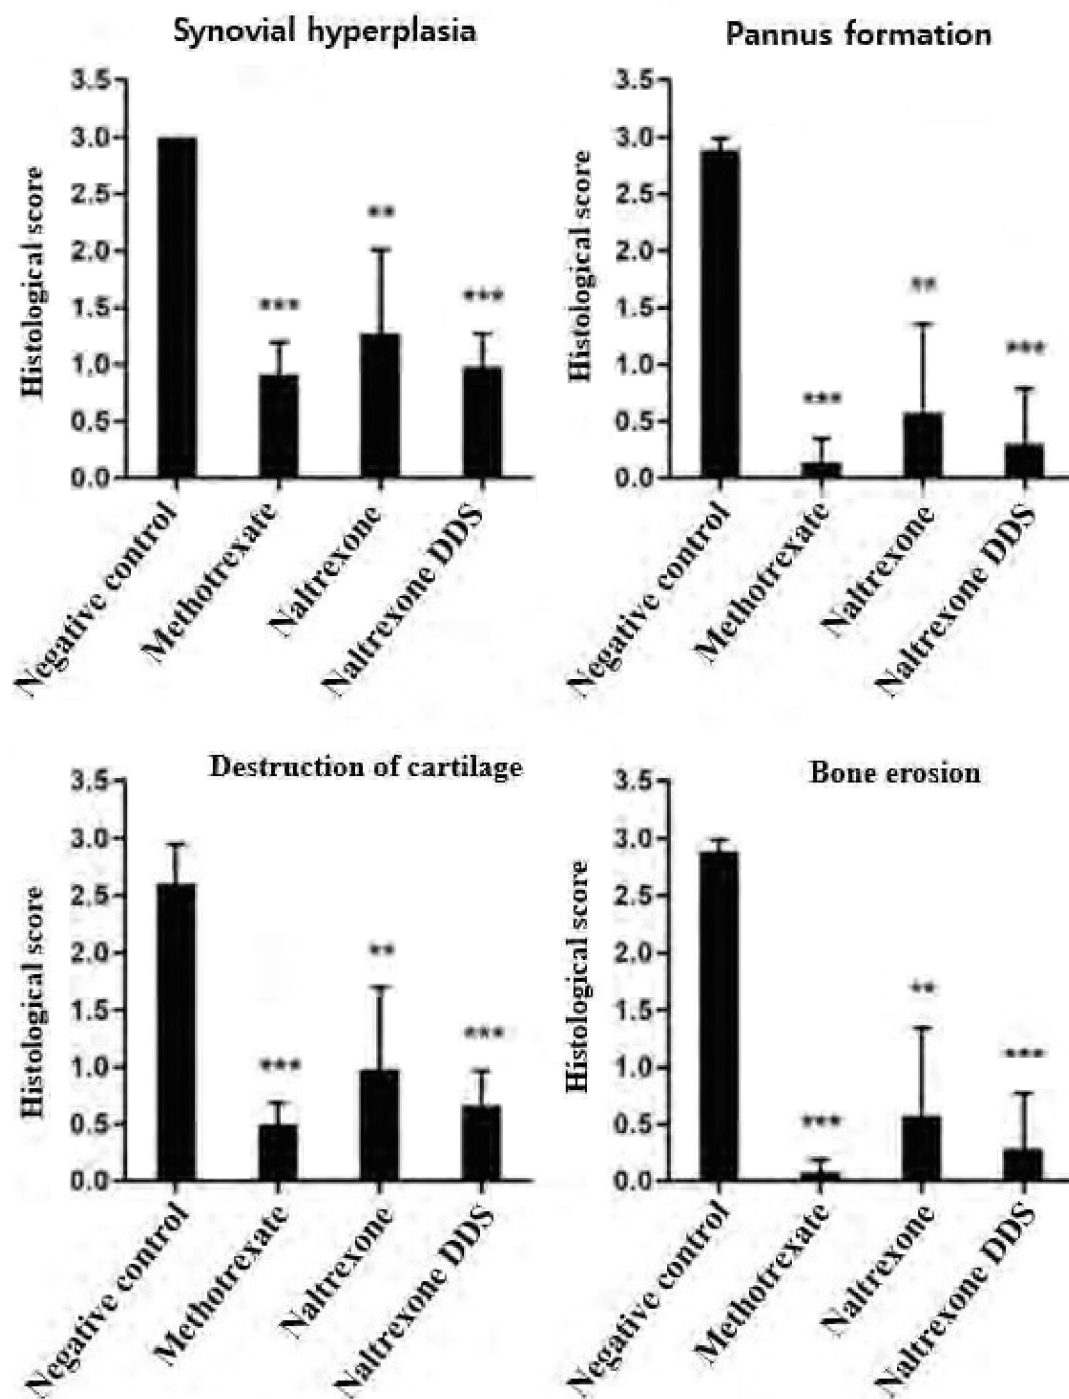 Synovial hyperplasia
Histological score
3.5
3.0
2.5
2.0
1.5
1.0
0.5
0.0
***
**
***
Negative control
Methotrexate
Naltrexone
Naltrexone DDS
Pannus formation
Histological score
3.5
3.0
2.5
2.0
1.5
1.0
0.5
0.0
***
**
***
Negative control
Methotrexate
Naltrexone
Naltrexone DDS
Destruction of cartilage
Histological score
3.5
3.0
2.5
2.0
1.5
1.0
0.5
0.0
***
**
***
Negative control
Methotrexate
Naltrexone
Naltrexone DDS
Bone erosion
Histological score
3.5
3.0
2.5
2.0
1.5
1.0
0.5
0.0
***
**
***
Negative control
Methotrexate
Naltrexone
Naltrexone DDS